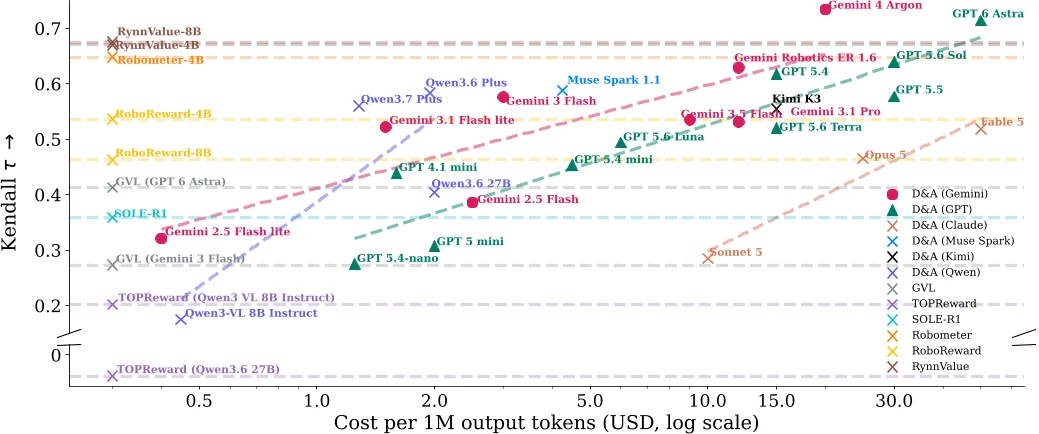 Kendall τ →
0.7
0.6
0.5
0.4
0.3
0.2
0
RynnValue-8B
RynnValue-4B
Robometer-4B
RoboReward-4B
RoboReward-8B
GVL (GPT 6 Astra)
SOLE-R1
GVL (Gemini 3 Flash)
TOPReward (Qwen3 VL 8B Instruct)
TOPReward (Qwen3.6 27B)
Gemini 2.5 Flash lite
Qwen3-VL 8B Instruct
Qwen3.7 Plus
Qwen3.6 Plus
Gemini 3.1 Flash lite
GPT 4.1 mini
Qwen3.6 27B
GPT 5 mini
GPT 5.4-nano
Gemini 2.5 Flash
Gemini 3 Flash
Muse Spark 1.1
GPT 5.4 mini
GPT 5.6 Luna
Gemini 3.5 Flash
Gemini Robotics ER 1.6
GPT 5.4
Kimi K3
Gemini 3.1 Pro
GPT 5.6 Terra
Gemini 4 Argon
GPT 6 Astra
GPT 5.6 Sol
GPT 5.5
Fable 5
Opus 5
Sonnet 5
D&A (Gemini)
D&A (GPT)
D&A (Claude)
D&A (Muse Spark)
D&A (Kimi)
D&A (Qwen)
GVL
TOPReward
SOLE-R1
Robometer
RoboReward
RynnValue
0.5
1.0
2.0
5.0
10.0
15.0
30.0
Cost per 1M output tokens (USD, log scale)